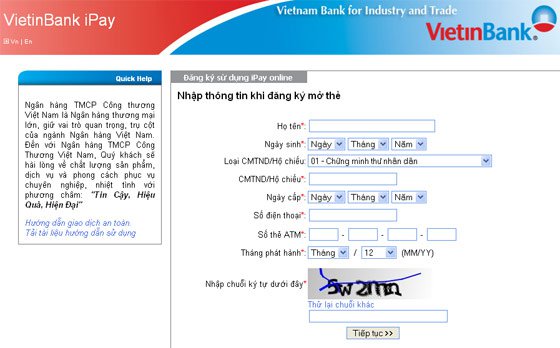 VietinBank iPay
Vn | En
Vietnam Bank for Industry and Trade
VietinBank
Quick Help
Ngân hàng TMCP Công thương
Việt Nam là Ngân hàng thương mại
lớn, giữ vai trò quan trọng, trụ cột
của ngành Ngân hàng Việt Nam.
Đến với Ngân hàng TMCP Công
Thương Việt Nam, Quý khách sẽ
hài lòng về chất lượng sản phẩm,
dịch vụ và phong cách phục vụ
chuyên nghiệp, nhiệt tình với
phương châm: "Tin Cậy, Hiệu
Quả, Hiện Đại"
Hướng dẫn giao dịch an toàn
Tải tài liệu hướng dẫn sử dụng
Đăng ký sử dụng iPay online
Nhập thông tin khi đăng ký mở thẻ
Họ tên*:
Ngày sinh*: Ngày Tháng Năm
Loại CMTND/Hộ chiếu: 01 - Chứng minh thư nhân dân
CMTND/Hộ chiếu*:
Ngày cấp*: Ngày Tháng Năm
Số điện thoại*:
Số thẻ ATM*: - - -
Tháng phát hành*: Tháng / 12 (MM/YY)
Nhập chuỗi ký tự dưới đây*
Thử lại chuỗi khác
Tiếp tục >>